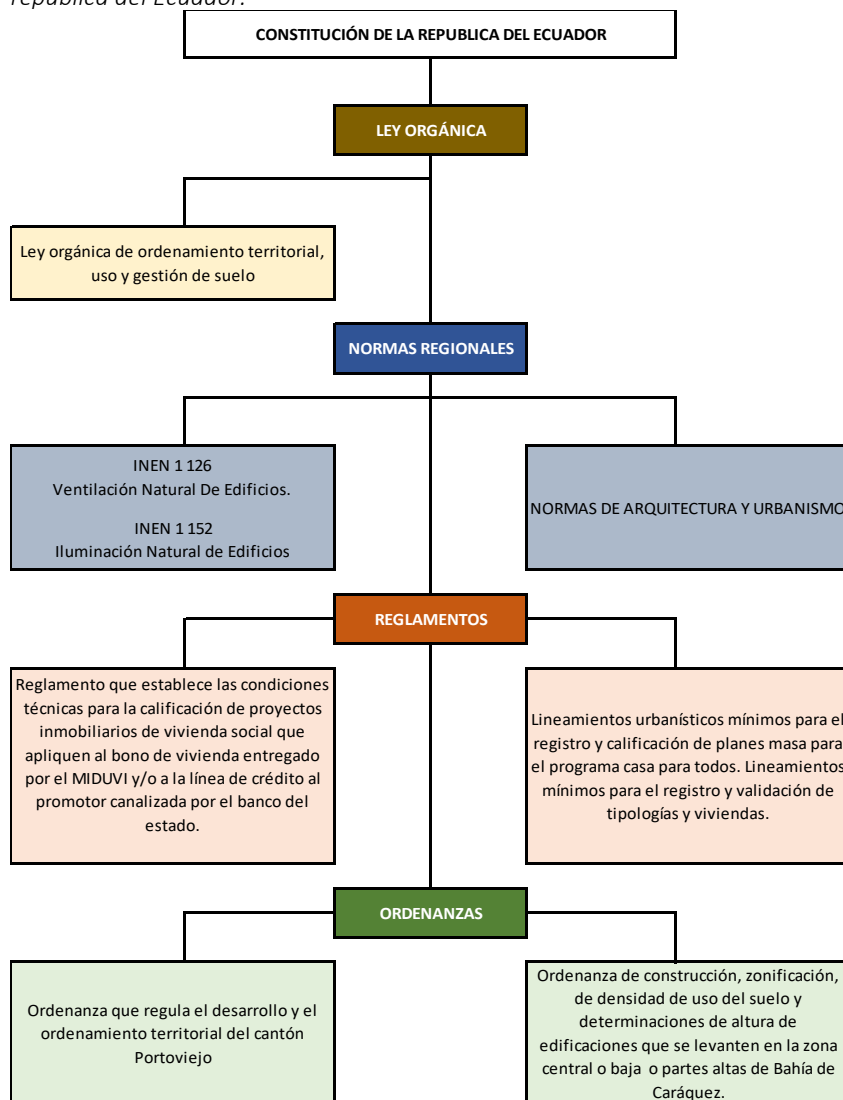 república del Ecuador.
CONSTITUCIÓN DE LA REPUBLICA DEL ECUADOR
LEY ORGÁNICA
Ley orgánica de ordenamiento territorial,
uso y gestión de suelo
NORMAS REGIONALES
INEN 1 126
Ventilación Natural De Edificios.
INEN 1 152
Iluminación Natural de Edificios
NORMAS DE ARQUITECTURA Y URBANISMO
REGLAMENTOS
Reglamento que establece las condiciones
técnicas para la calificación de proyectos
inmobiliarios de vivienda social que
apliquen al bono de vivienda entregado
por el MIDUVI y/o a la línea de crédito al
promotor canalizada por el banco del
estado.
Lineamientos urbanísticos mínimos para el
registro y calificación de planes masa para
el programa casa para todos. Lineamientos
mínimos para el registro y validación de
tipologías y viviendas.
ORDENANZAS
Ordenanza que regula el desarrollo y el
ordenamiento territorial del cantón
Portoviejo
Ordenanza de construcción, zonificación,
de densidad de uso del suelo y
determinaciones de altura de
edificaciones que se levanten en la zona
central o baja o partes altas de Bahía de
Caráquez.